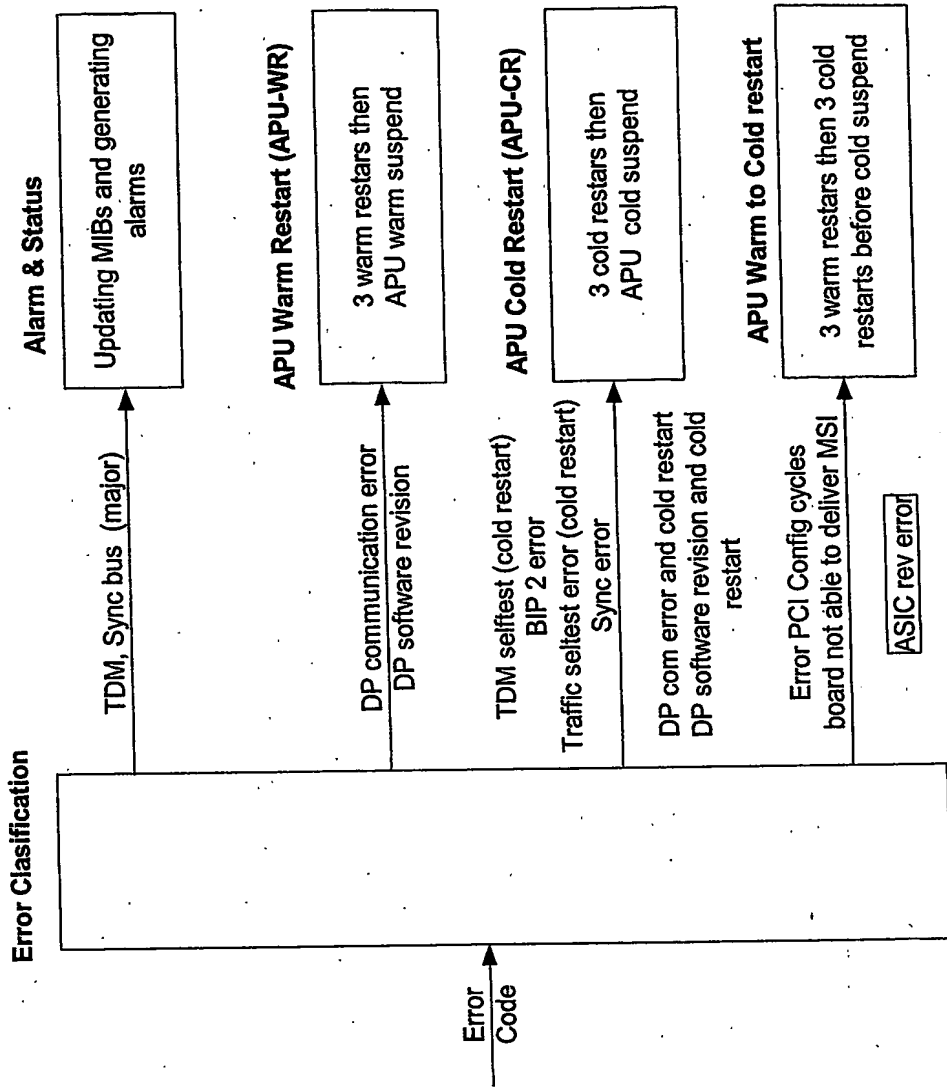 Error Clasification
Error
Code
TDM, Sync bus (major)
Alarm & Status
Updating MIBs and generating
alarms
DP communication error
DP software revision
APU Warm Restart (APU-WR)
3 warm restars then
APU warm suspend
TDM selftest (cold restart)
BIP 2 error
Traffic seltest error (cold restart)
Sync error
DP com error and cold restart
DP software revision and cold
restart
APU Cold Restart (APU-CR)
3 cold restars then
APU cold suspend
Error PCI Config cycles
board not able to deliver MSI
ASIC rev error
APU Warm to Cold restart
3 warm restars then 3 cold
restars before cold suspend